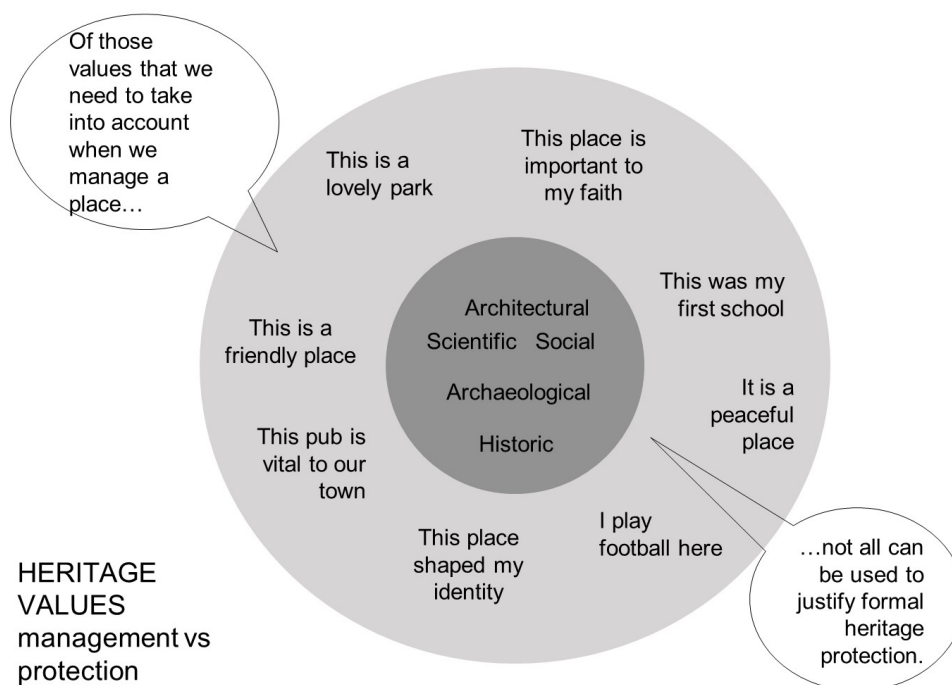 Of those
values that we
need to take
into account
when we
manage a
place…
This is a
lovely park
This place is
important to
my faith
This was my
first school
This is a
friendly place
Architectural
Scientific Social
Archaeological
Historic
It is a
peaceful
place
This pub is
vital to our
town
I play
football here
This place
shaped my
identity
…not all can
be used to
justify formal
heritage
protection.
HERITAGE
VALUES
management vs
protection